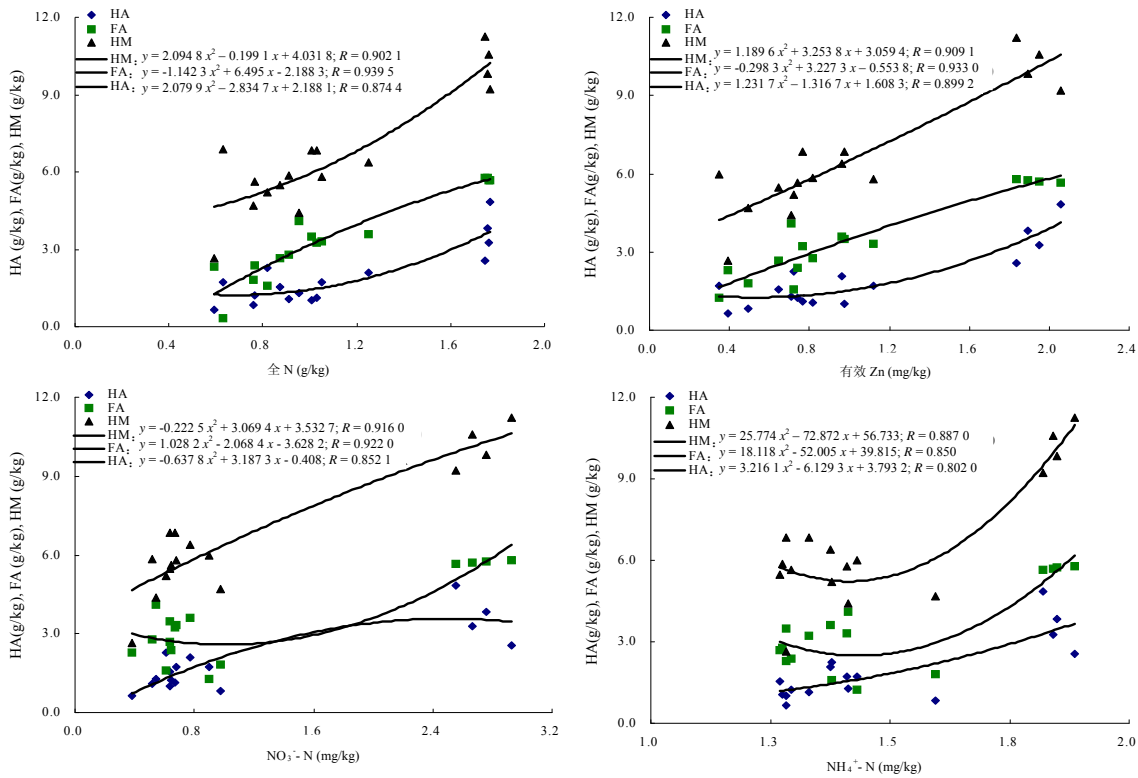 HA
FA
HM
HM: y = 2.094 8 x² – 0.199 1 x + 4.031 8; R = 0.902 1
FA: y = -1.142 3 x² + 6.495 x - 2.188 3; R = 0.939 5
HA: y = 2.079 9 x² – 2.834 7 x + 2.188 1; R = 0.874 4
12.0
9.0
6.0
3.0
0.0
HA (g/kg), FA(g/kg), HM (g/kg)
0.0 0.4 0.8 1.2 1.6 2.0
全 N (g/kg)
HA
FA
HM
HM: y = 1.189 6 x² + 3.253 8 x + 3.059 4; R = 0.909 1
FA: y = -0.298 3 x² + 3.227 3 x – 0.553 8; R = 0.933 0
HA: y = 1.231 7 x² – 1.316 7 x + 1.608 3; R = 0.899 2
12.0
9.0
6.0
3.0
0.0
HA (g/kg), FA (g/kg), HM (g/kg)
0.0 0.4 0.8 1.2 1.6 2.0 2.4
有效 Zn (mg/kg)
HA
FA
HM
HM: y = -0.222 5 x² + 3.069 4 x + 3.532 7; R = 0.916 0
FA: y = 1.028 2 x² -2.068 4 x -3.628 2; R = 0.922 0
HA: y = -0.637 8 x² + 3.187 3 x -0.408; R = 0.852 1
12.0
9.0
6.0
3.0
0.0
HA(g/kg), FA (g/kg), HM (g/kg)
0.0 0.8 1.6 2.4 3.2
NO₃⁻- N (mg/kg)
HA
FA
HM
HM: y = 25.774 x² – 72.872 x + 56.733; R = 0.887 0
FA: y = 18.118 x² - 52.005 x + 39.815; R = 0.850
HA: y = 3.216 1 x² - 6.129 3 x + 3.793 2; R = 0.802 0
12.0
9.0
6.0
3.0
0.0
HA(g/kg), FA (g/kg), HM (g/kg)
1.0 1.3 1.5 1.8 2.0
NH₄⁺- N (mg/kg)